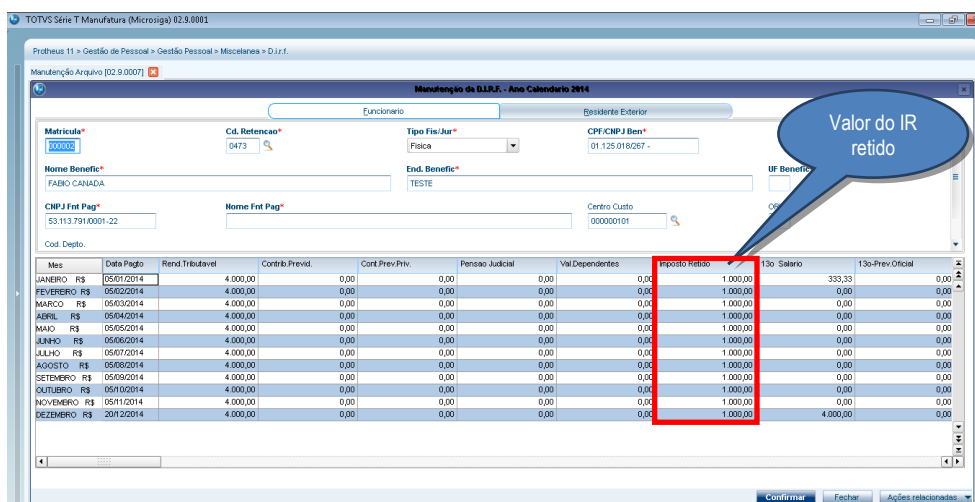 TOTVS Série T Manufatura (Microsiga) 02.9.0001
Protheus 11 > Gestão de Pessoal > Gestão Pessoal > Miscelanea > D.i.r.f.
Manutenção Arquivo [02.9.0007]
Manutenção da D.I.R.F. - Ano Calendario 2014
Funcionario Residente Exterior
Valor do IR
retido
Matricula* Cd. Retencao* Tipo Fis/Jur* CPF/CNPJ Ben*
000002 0473 Fisica 01.125.018/267 -
Nome Benefic* End. Benefic* UF Benefic
FABIO CANADA TESTE
CNPJ Fnt Pag* Nome Fnt Pag* Centro Custo
53.113.791/0001-22 000000101
Cod. Depto.
Mes Data Pagto Rend.Tributavel Contrib.Previd. Cont.Prev.Priv. Pensao Judicial Val.Dependentes Imposto Retido 13o Salario 13o-Prev.Oficial
JANEIRO R$ 05/01/2014 4.000,00 0,00 0,00 0,00 0,00 1.000,00 333,33 0,00
FEVEREIRO R$ 05/02/2014 4.000,00 0,00 0,00 0,00 0,00 1.000,00 0,00 0,00
MARCO R$ 05/03/2014 4.000,00 0,00 0,00 0,00 0,00 1.000,00 0,00 0,00
ABRIL R$ 05/04/2014 4.000,00 0,00 0,00 0,00 0,00 1.000,00 0,00 0,00
MAIO R$ 05/05/2014 4.000,00 0,00 0,00 0,00 0,00 1.000,00 0,00 0,00
JUNHO R$ 05/06/2014 4.000,00 0,00 0,00 0,00 0,00 1.000,00 0,00 0,00
JULHO R$ 05/07/2014 4.000,00 0,00 0,00 0,00 0,00 1.000,00 0,00 0,00
AGOSTO R$ 05/08/2014 4.000,00 0,00 0,00 0,00 0,00 1.000,00 0,00 0,00
SETEMBRO R$ 05/09/2014 4.000,00 0,00 0,00 0,00 0,00 1.000,00 0,00 0,00
OUTUBRO R$ 05/10/2014 4.000,00 0,00 0,00 0,00 0,00 1.000,00 0,00 0,00
NOVEMBRO R$ 05/11/2014 4.000,00 0,00 0,00 0,00 0,00 1.000,00 0,00 0,00
DEZEMBRO R$ 20/12/2014 4.000,00 0,00 0,00 0,00 0,00 1.000,00 4.000,00 0,00
Confirmar Fechar Ações relacionadas